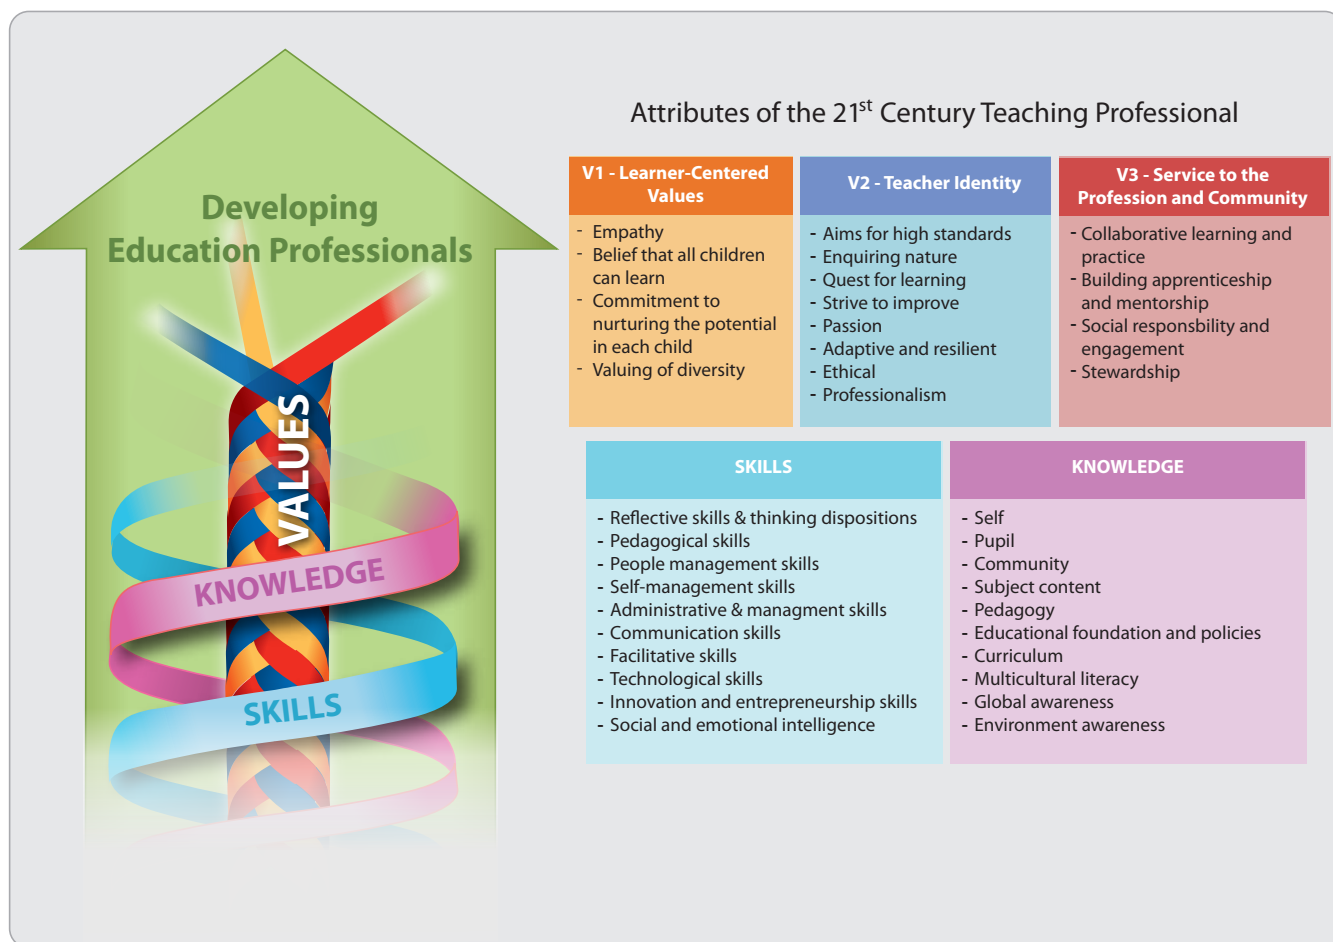 Developing
Education Professionals
VALUES
KNOWLEDGE
SKILLS
Attributes of the 21st Century Teaching Professional
V1 - Learner-Centered
Values
- Empathy
- Belief that all children
can learn
- Commitment to
nurturing the potential
in each child
- Valuing of diversity
V2 - Teacher Identity
- Aims for high standards
- Enquiring nature
- Quest for learning
- Strive to improve
- Passion
- Adaptive and resilient
- Ethical
- Professionalism
V3 - Service to the
Profession and Community
- Collaborative learning and
practice
- Building apprenticeship
and mentorship
- Social responsbility and
engagement
- Stewardship
SKILLS
- Reflective skills & thinking dispositions
- Pedagogical skills
- People management skills
- Self-management skills
- Administrative & managment skills
- Communication skills
- Facilitative skills
- Technological skills
- Innovation and entrepreneurship skills
- Social and emotional intelligence
KNOWLEDGE
- Self
- Pupil
- Community
- Subject content
- Pedagogy
- Educational foundation and policies
- Curriculum
- Multicultural literacy
- Global awareness
- Environment awareness